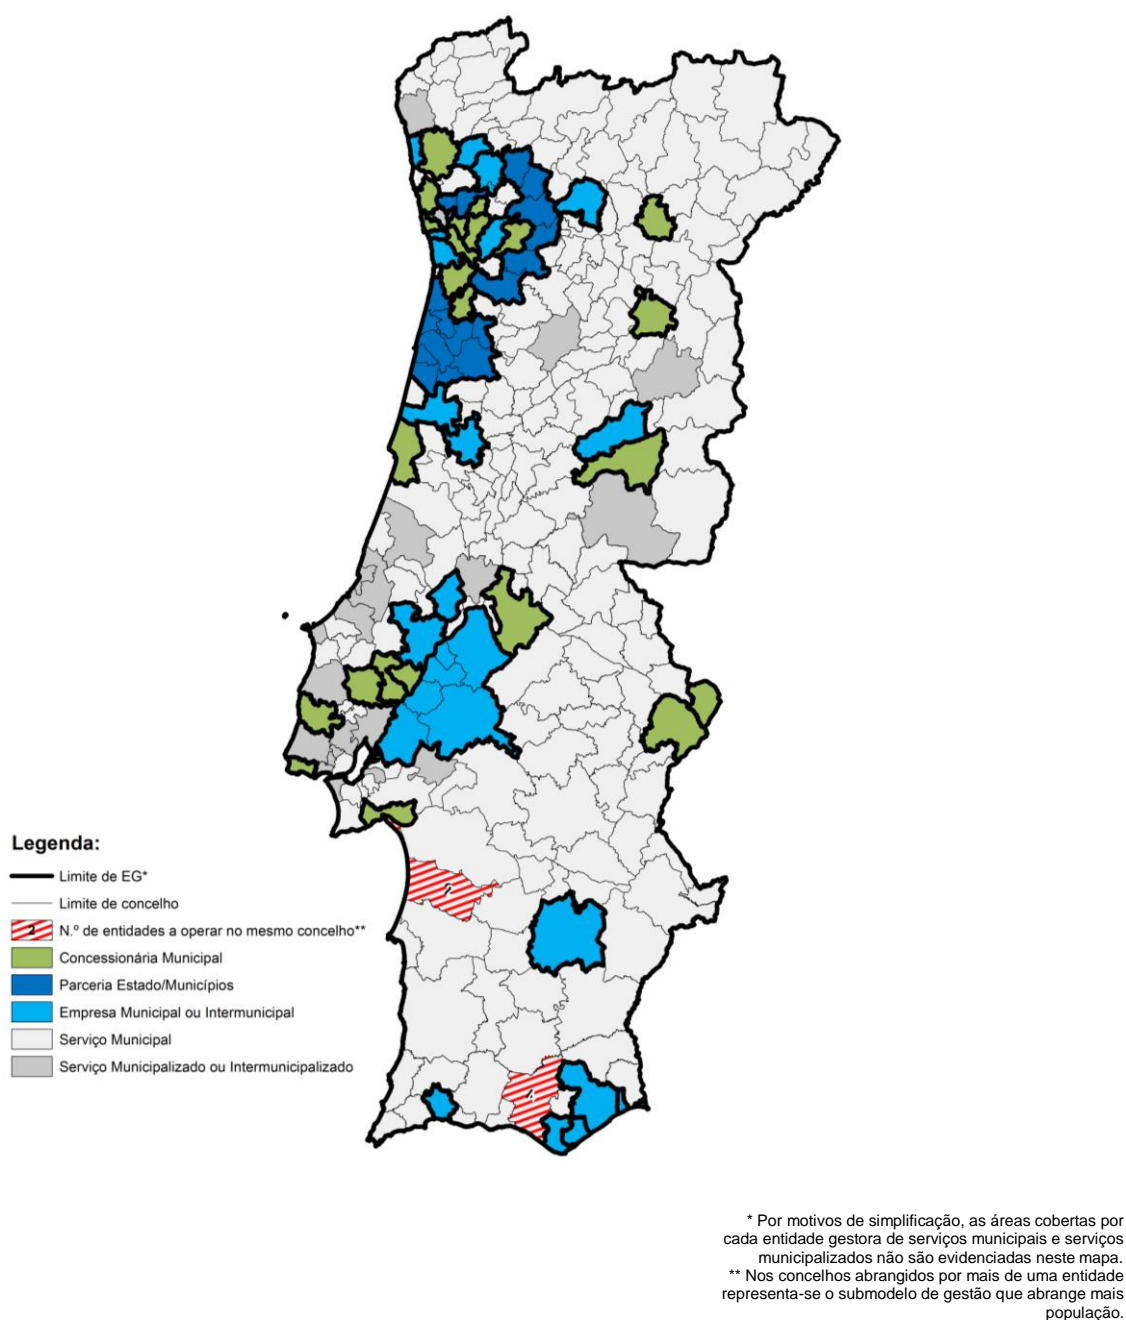 2
4
Legenda:
Limite de EG*
Limite de concelho
2 N.º de entidades a operar no mesmo concelho**
Concessionária Municipal
Parceria Estado/Municípios
Empresa Municipal ou Intermunicipal
Serviço Municipal
Serviço Municipalizado ou Intermunicipalizado
* Por motivos de simplificação, as áreas cobertas por
cada entidade gestora de serviços municipais e serviços
municipalizados não são evidenciadas neste mapa.
** Nos concelhos abrangidos por mais de uma entidade
representa-se o submodelo de gestão que abrange mais
população.